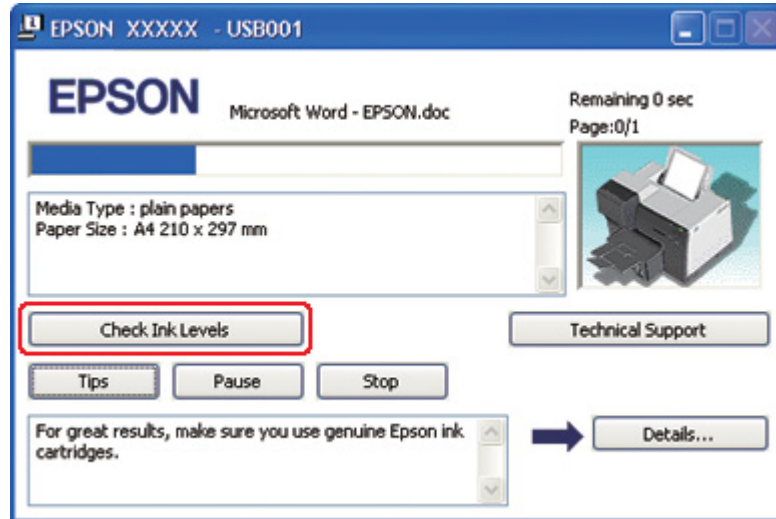 EPSON XXXXX - USB001
EPSON
Microsoft Word - EPSON.doc
Remaining 0 sec
Page:0/1
Media Type : plain papers
Paper Size : A4 210 x 297 mm
Check Ink Levels
Technical Support
Tips
Pause
Stop
For great results, make sure you use genuine Epson ink
cartridges.
Details...